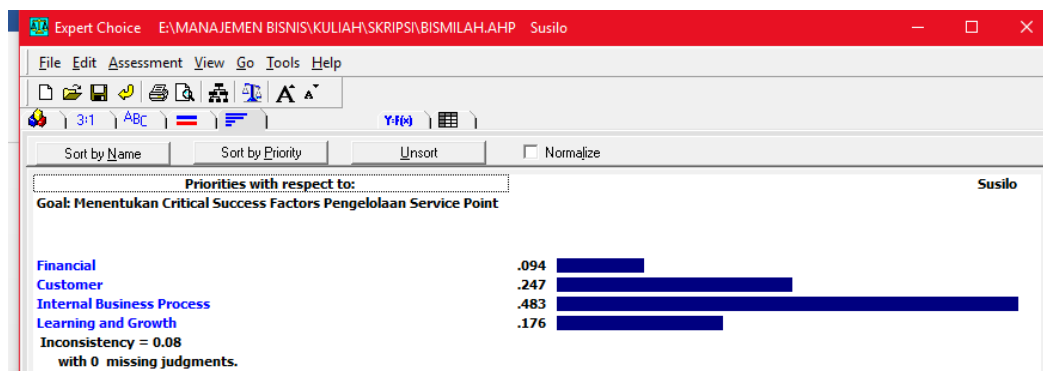 Expert Choice E:\MANAJEMEN BISNIS\KULIAH\SKRIPSI\BISMILAH.AHP Susilo
File Edit Assessment View Go Tools Help
A A
3:1 ABC Y:f(x)
Sort by Name Sort by Priority Unsort Normalize
Priorities with respect to: Susilo
Goal: Menentukan Critical Success Factors Pengelolaan Service Point
Financial .094
Customer .247
Internal Business Process .483
Learning and Growth .176
Inconsistency = 0.08
with 0 missing judgments.